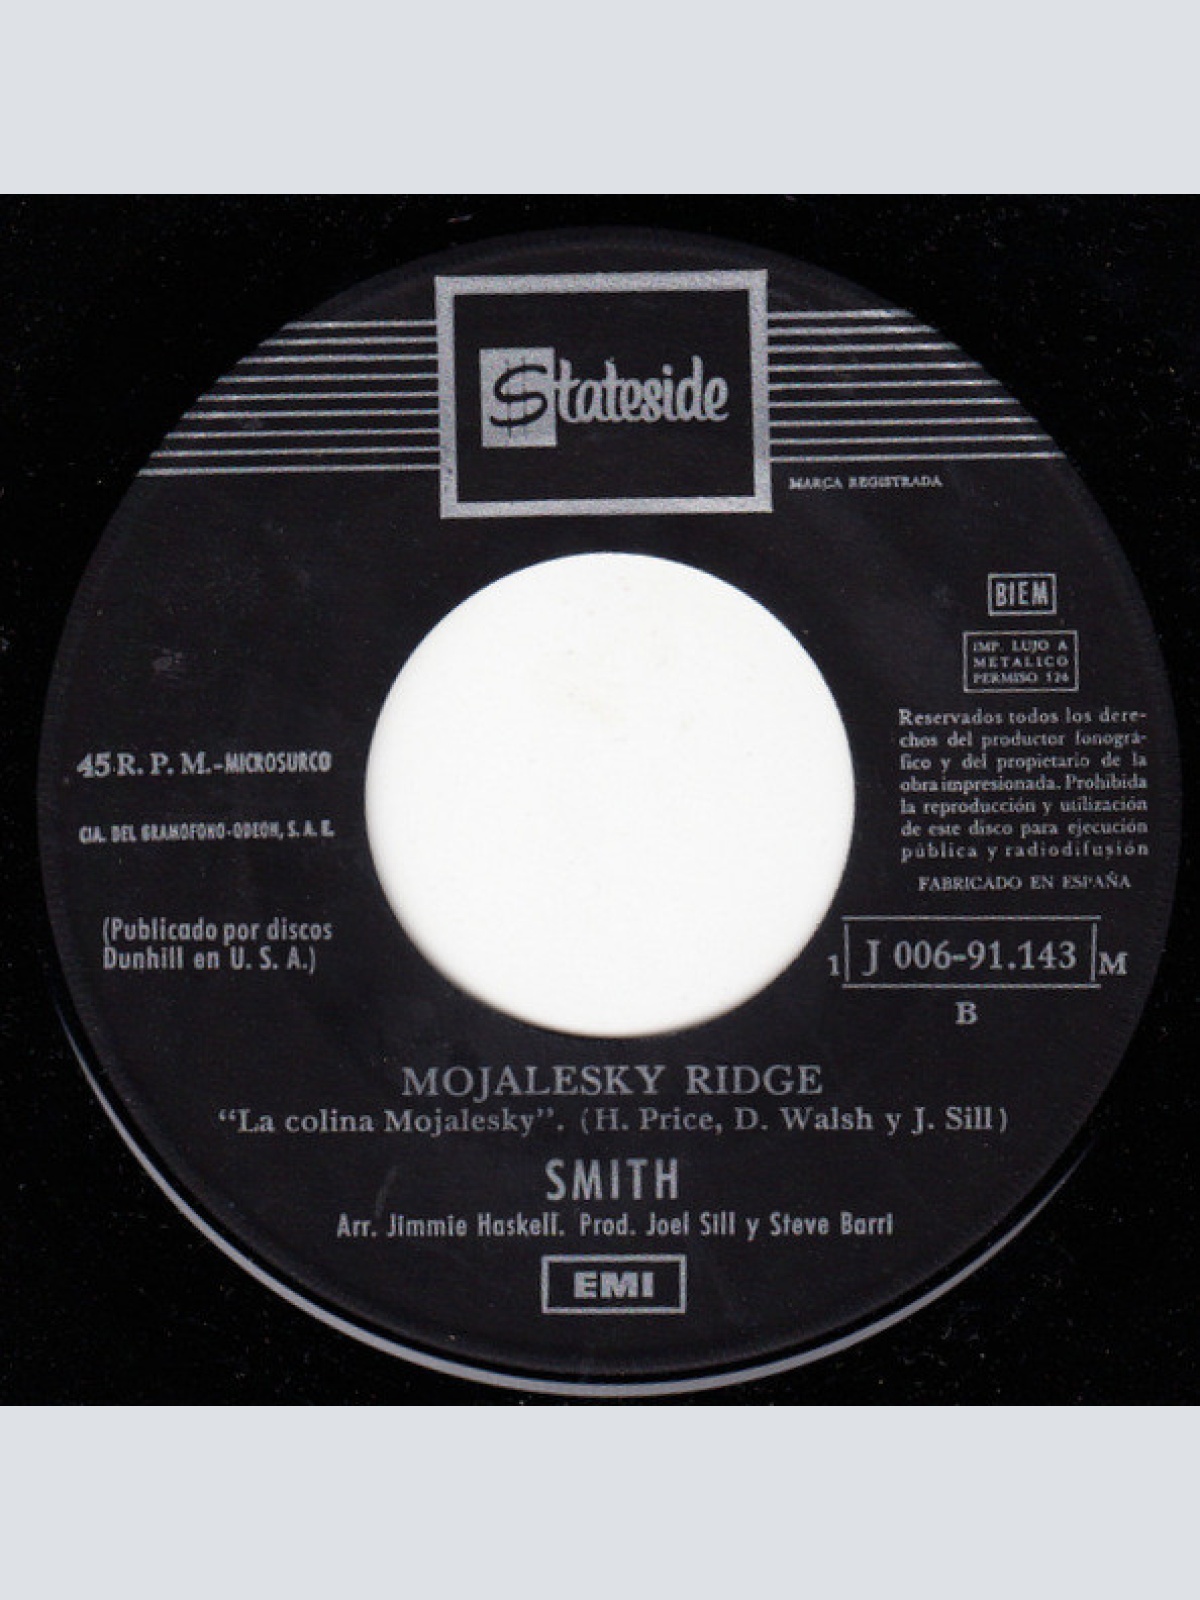 Stateside
MARCA REGISTRADA
BIEM
IMP. LUJO A
METALICO
PERMISO 126
Reservados todos los dere-
chos del productor fonográ-
fico y del propietario de la
obra impresionada. Prohibida
la reproducción y utilización
de este disco para ejecución
pública y radiodifusión
FABRICADO EN ESPAÑA
45 R. P. M.-MICROSURCO
CIA. DEL GRAMOFONO-ODEON, S. A. E.
(Publicado por discos
Dunhill en U. S. A.)
1 J 006-91.143 M
B
MOJALESKY RIDGE
“La colina Mojalesky”. (H. Price, D. Walsh y J. Sill)
SMITH
Arr. Jimmie Haskell. Prod. Joel Sill y Steve Barri
EMI